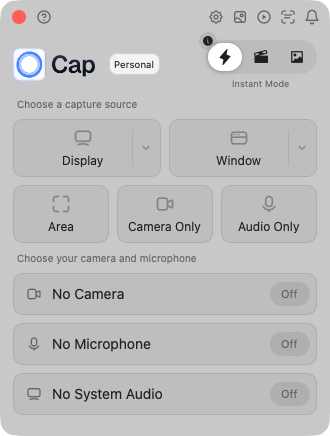 Cap
Personal
Instant Mode
Choose a capture source
Display
Window
Area
Camera Only
Audio Only
Choose your camera and microphone
No Camera
Off
No Microphone
Off
No System Audio
Off